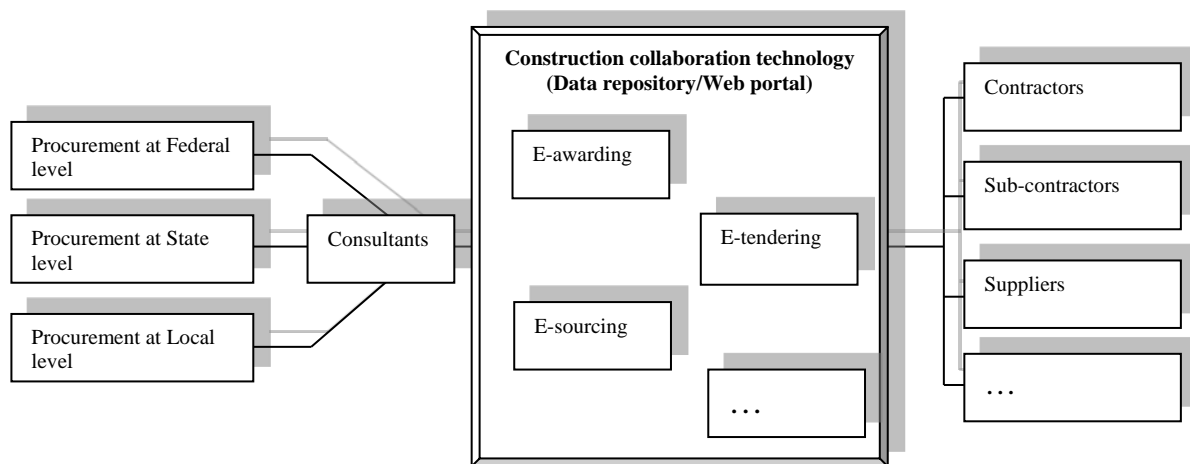 Procurement at Federal
level
Procurement at State
level
Procurement at Local
level
Consultants
Construction collaboration technology
(Data repository/Web portal)
E-awarding
E-tendering
E-sourcing
…
Contractors
Sub-contractors
Suppliers
…